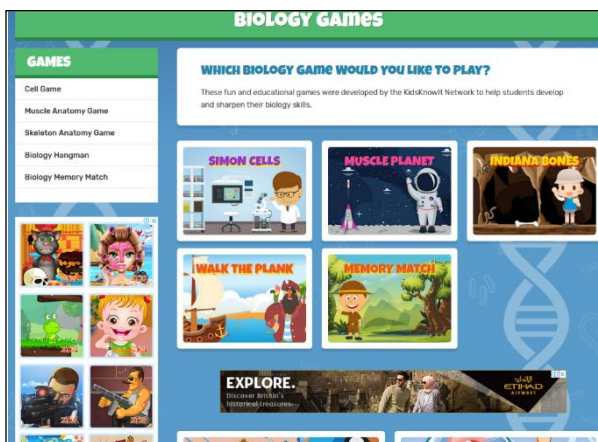 BIOLOGY GAMES
GAMES
Cell Game
Muscle Anatomy Game
Skeleton Anatomy Game
Biology Hangman
Biology Memory Match
WHICH BIOLOGY GAME WOULD YOU LIKE TO PLAY?
These fun and educational games were developed by the KidsKnowIt Network to help students develop
and sharpen their biology skills.
SIMON CELLS
MUSCLE PLANET
INDIANA BONES
WALK THE PLANK
MEMORY MATCH
EXPLORE.
Discover Britain's
historical treasures.
ETIHAD
AIRWAYS